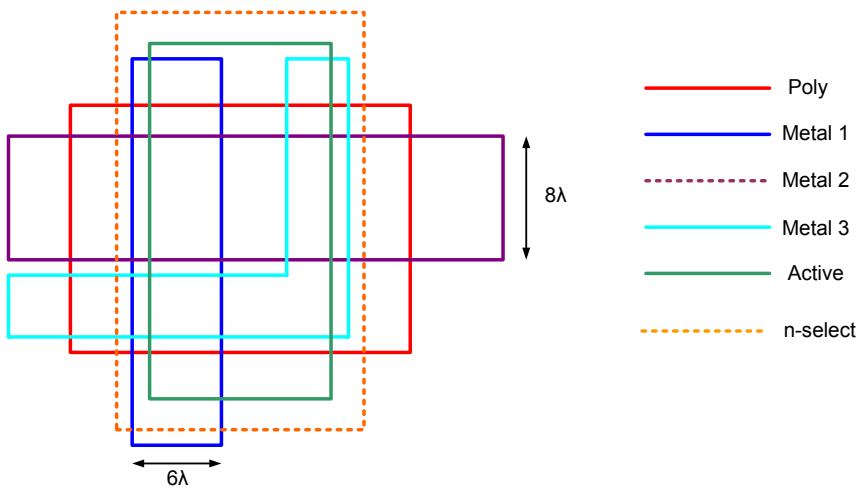 Poly
Metal 1
Metal 2
8λ
Metal 3
Active
n-select
6λ